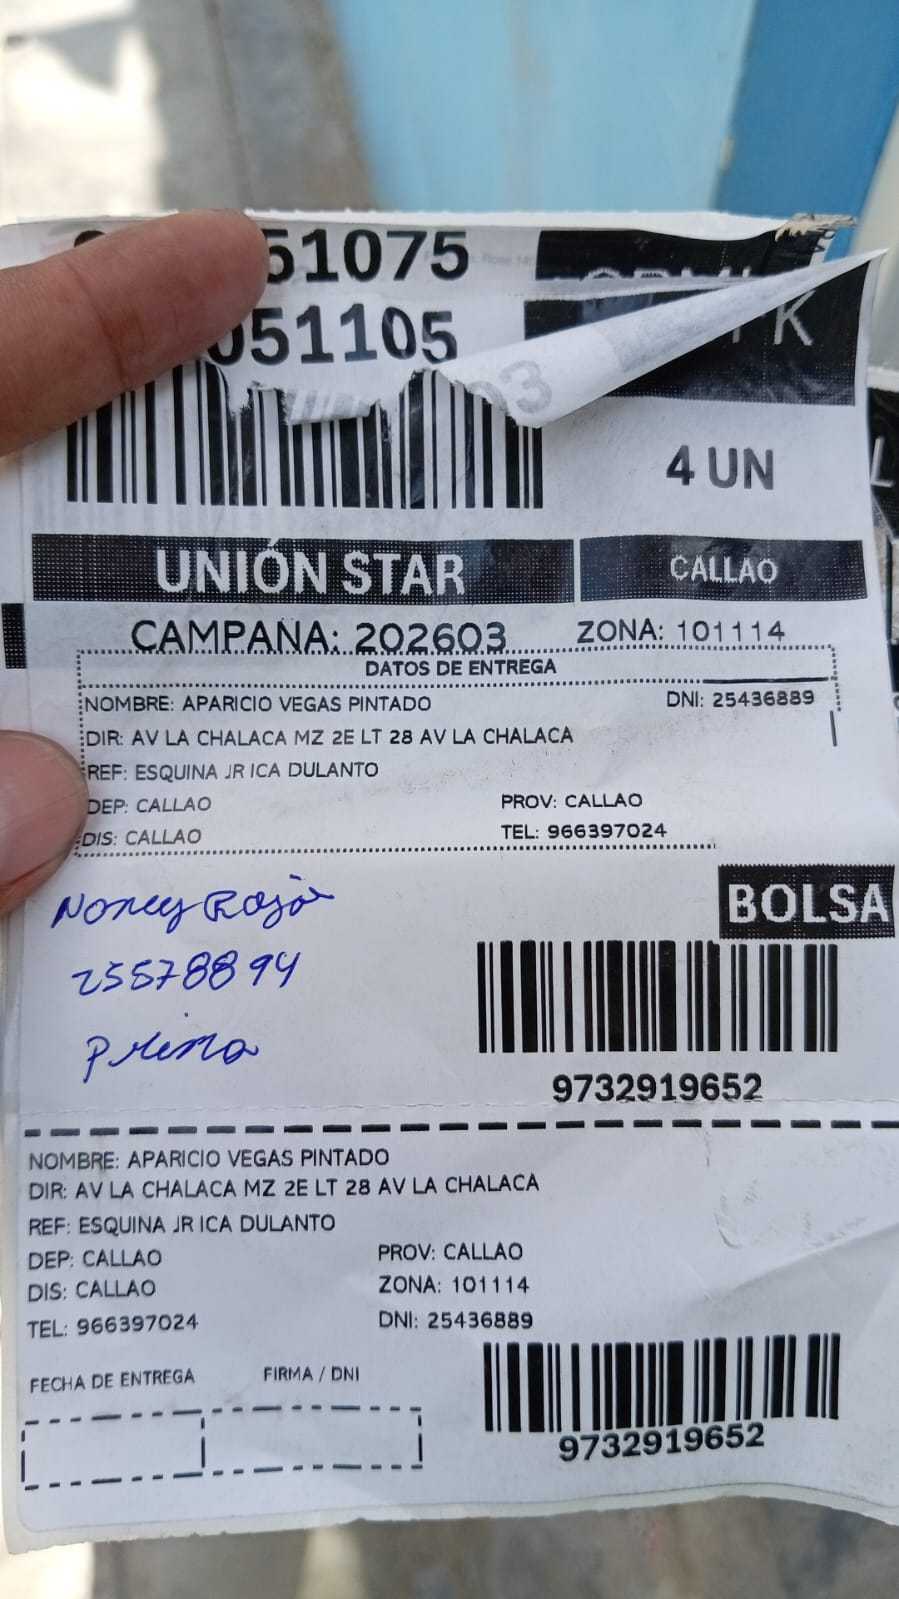 51075
051105
K
4 UN
UNIÓN STAR
CALLAO
CAMPAÑA: 202603 ZONA: 101114
DATOS DE ENTREGA
NOMBRE: APARICIO VEGAS PINTADO DNI: 25436889
DIR: AV LA CHALACA MZ 2E LT 28 AV LA CHALACA
REF: ESQUINA JR ICA DULANTO
DEP: CALLAO PROV: CALLAO
DIS: CALLAO TEL: 966397024
Noncy Rojas
25578894
Prima
BOLSA
9732919652
NOMBRE: APARICIO VEGAS PINTADO
DIR: AV LA CHALACA MZ 2E LT 28 AV LA CHALACA
REF: ESQUINA JR ICA DULANTO
DEP: CALLAO PROV: CALLAO
DIS: CALLAO ZONA: 101114
TEL: 966397024 DNI: 25436889
FECHA DE ENTREGA FIRMA / DNI
9732919652